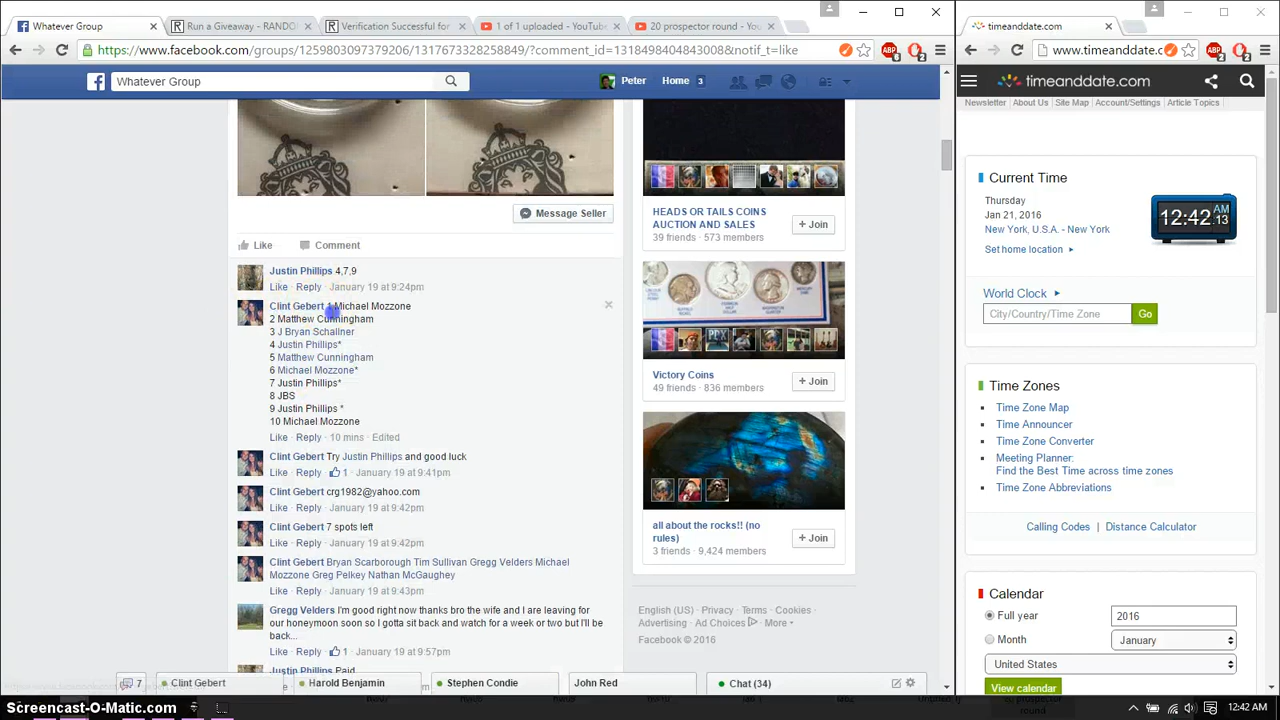 Whatever Group
Run a Giveaway - RANDO
Verification Successful for
1 of 1 uploaded - YouTube
20 prospector round - YouT
timeanddate.com
https://www.facebook.com/groups/1259603097379206/1317673328258849/?comment_id=1318498404843008&notif_t=like
www.timeanddate.c
Whatever Group
Peter
Home 3
timeanddate.com
Newsletter
About Us
Site Map
Account/Settings
Article Topics
Message Seller
Like
Comment
Justin Phillips 4,7,9
Like · Reply · January 19 at 9:24pm
Clint Gebert 1 Michael Mozzone
2 Matthew Cunningham
3 J Bryan Schallner
4 Justin Phillips*
5 Matthew Cunningham
6 Michael Mozzone*
7 Justin Phillips*
8 JBS
9 Justin Phillips *
10 Michael Mozzone
Like · Reply · 10 mins · Edited
Clint Gebert Try Justin Phillips and good luck
Like · Reply · 1 · January 19 at 9:41pm
Clint Gebert crg1982@yahoo.com
Like · Reply · January 19 at 9:42pm
Clint Gebert 7 spots left
Like · Reply · January 19 at 9:42pm
Clint Gebert Bryan Scarborough Tim Sullivan Gregg Velders Michael
Mozzone Greg Pelkey Nathan McGaughey
Like · Reply · January 19 at 9:43pm
Gregg Velders I'm good right now thanks bro the wife and I are leaving for
our honeymoon soon so I gotta sit back and watch for a week or two but I'll be
back...
Like · Reply · 1 · January 19 at 9:57pm
Justin Phillips Paid
HEADS OR TAILS COINS
AUCTION AND SALES
39 friends · 573 members
+ Join
Victory Coins
49 friends · 836 members
+ Join
all about the rocks!! (no
rules)
3 friends · 9,424 members
+ Join
English (US) · Privacy · Terms · Cookies ·
Advertising · Ad Choices · More
Facebook © 2016
7
Clint Gebert
Harold Benjamin
Stephen Condie
John Red
Chat (34)
Current Time
Thursday
Jan 21, 2016
New York, U.S.A. - New York
Set home location
12:42 AM 13
World Clock
City/Country/Time Zone
Go
Time Zones
Time Zone Map
Time Announcer
Time Zone Converter
Meeting Planner:
Find the Best Time across time zones
Time Zone Abbreviations
Calling Codes | Distance Calculator
Calendar
Full year
2016
Month
January
United States
View calendar
Screencast-O-Matic.com
12:42 AM